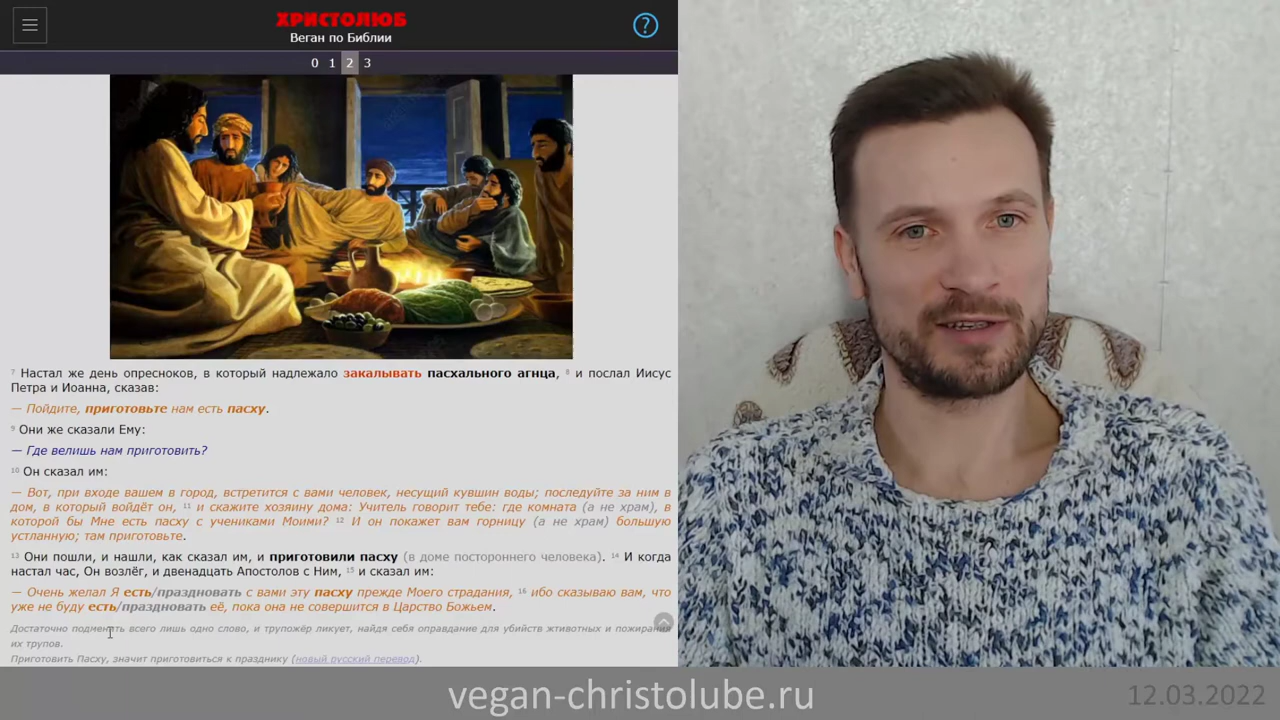 ХРИСТОЛЮБ
Веган по Библии
?
0 1 2 3
7 Настал же день опресноков, в который надлежало закалывать пасхального агнца, 8 и послал Иисус
Петра и Иоанна, сказав:
— Пойдите, приготовьте нам есть пасху.
9 Они же сказали Ему:
— Где велишь нам приготовить?
10 Он сказал им:
— Вот, при входе вашем в город, встретится с вами человек, несущий кувшин воды; последуйте за ним в
дом, в который войдёт он, 11 и скажите хозяину дома: Учитель говорит тебе: где комната (а не храм), в
которой бы Мне есть пасху с учениками Моими? 12 И он покажет вам горницу (а не храм) большую
устланную; там приготовьте.
13 Они пошли, и нашли, как сказал им, и приготовили пасху (в доме постороннего человека). 14 И когда
настал час, Он возлёг, и двенадцать Апостолов с Ним, 15 и сказал им:
— Очень желал Я есть/праздновать с вами эту пасху прежде Моего страдания, 16 ибо сказываю вам, что
уже не буду есть/праздновать её, пока она не совершится в Царство Божьем.
Достаточно подменять всего лишь одно слово, и трупожёр ликует, найдя себя оправдание для убийств жтивотных и пожирания
их трупов.
Приготовить Пасху, значит приготовиться к празднику (новый русский перевод).
vegan-christolube.ru
12.03.2022